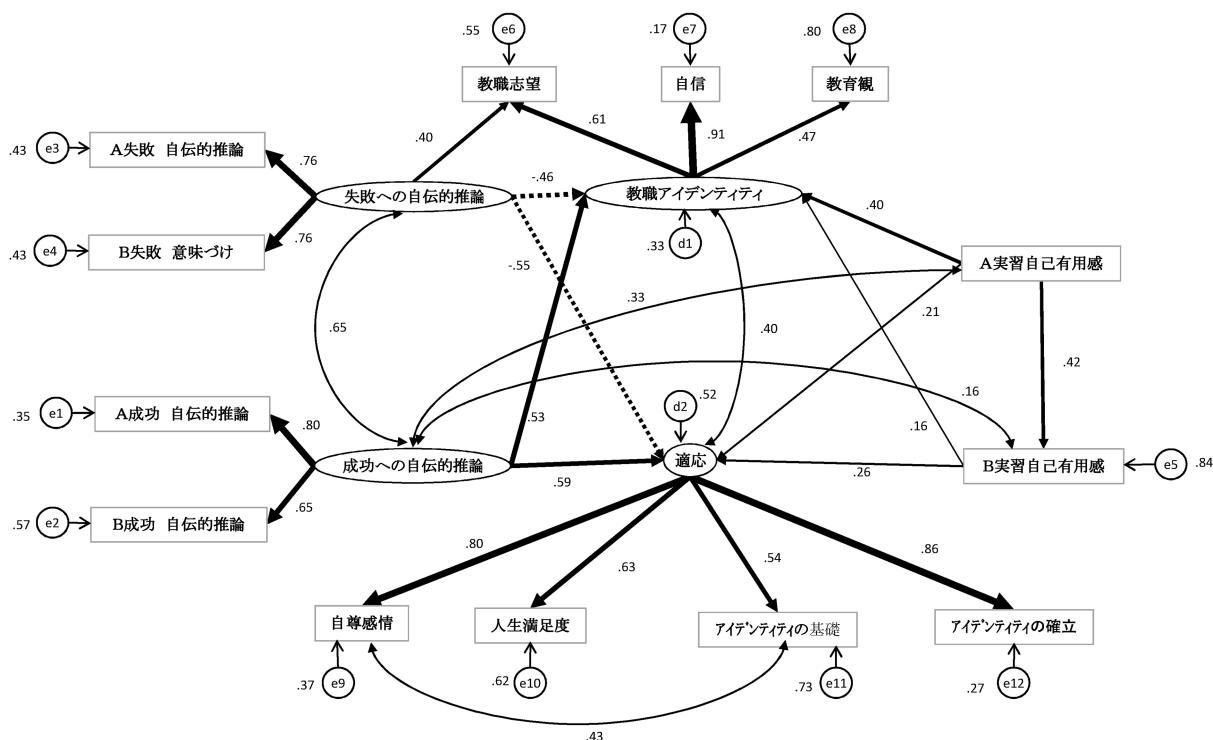 .55
e6
.17
e7
.80
e8
教職志望
自信
教育観
.43
e3
A失敗 自伝的推論
.40
.61
.91
.47
.76
失敗への自伝的推論
-.46
教職アイデンティティ
.40
.43
e4
B失敗 意味づけ
.76
.33
d1
-.55
A実習自己有用感
.33
.21
.65
.40
.42
.16
.35
e1
A成功 自伝的推論
.80
d2
.52
.53
.16
成功への自伝的推論
適応
.59
.26
B実習自己有用感
e5
.84
.57
e2
B成功 自伝的推論
.65
.80
.63
.54
.86
自尊感情
人生満足度
アイデンティティの基礎
アイデンティティの確立
.37
e9
.62
e10
.73
e11
.27
e12
.43